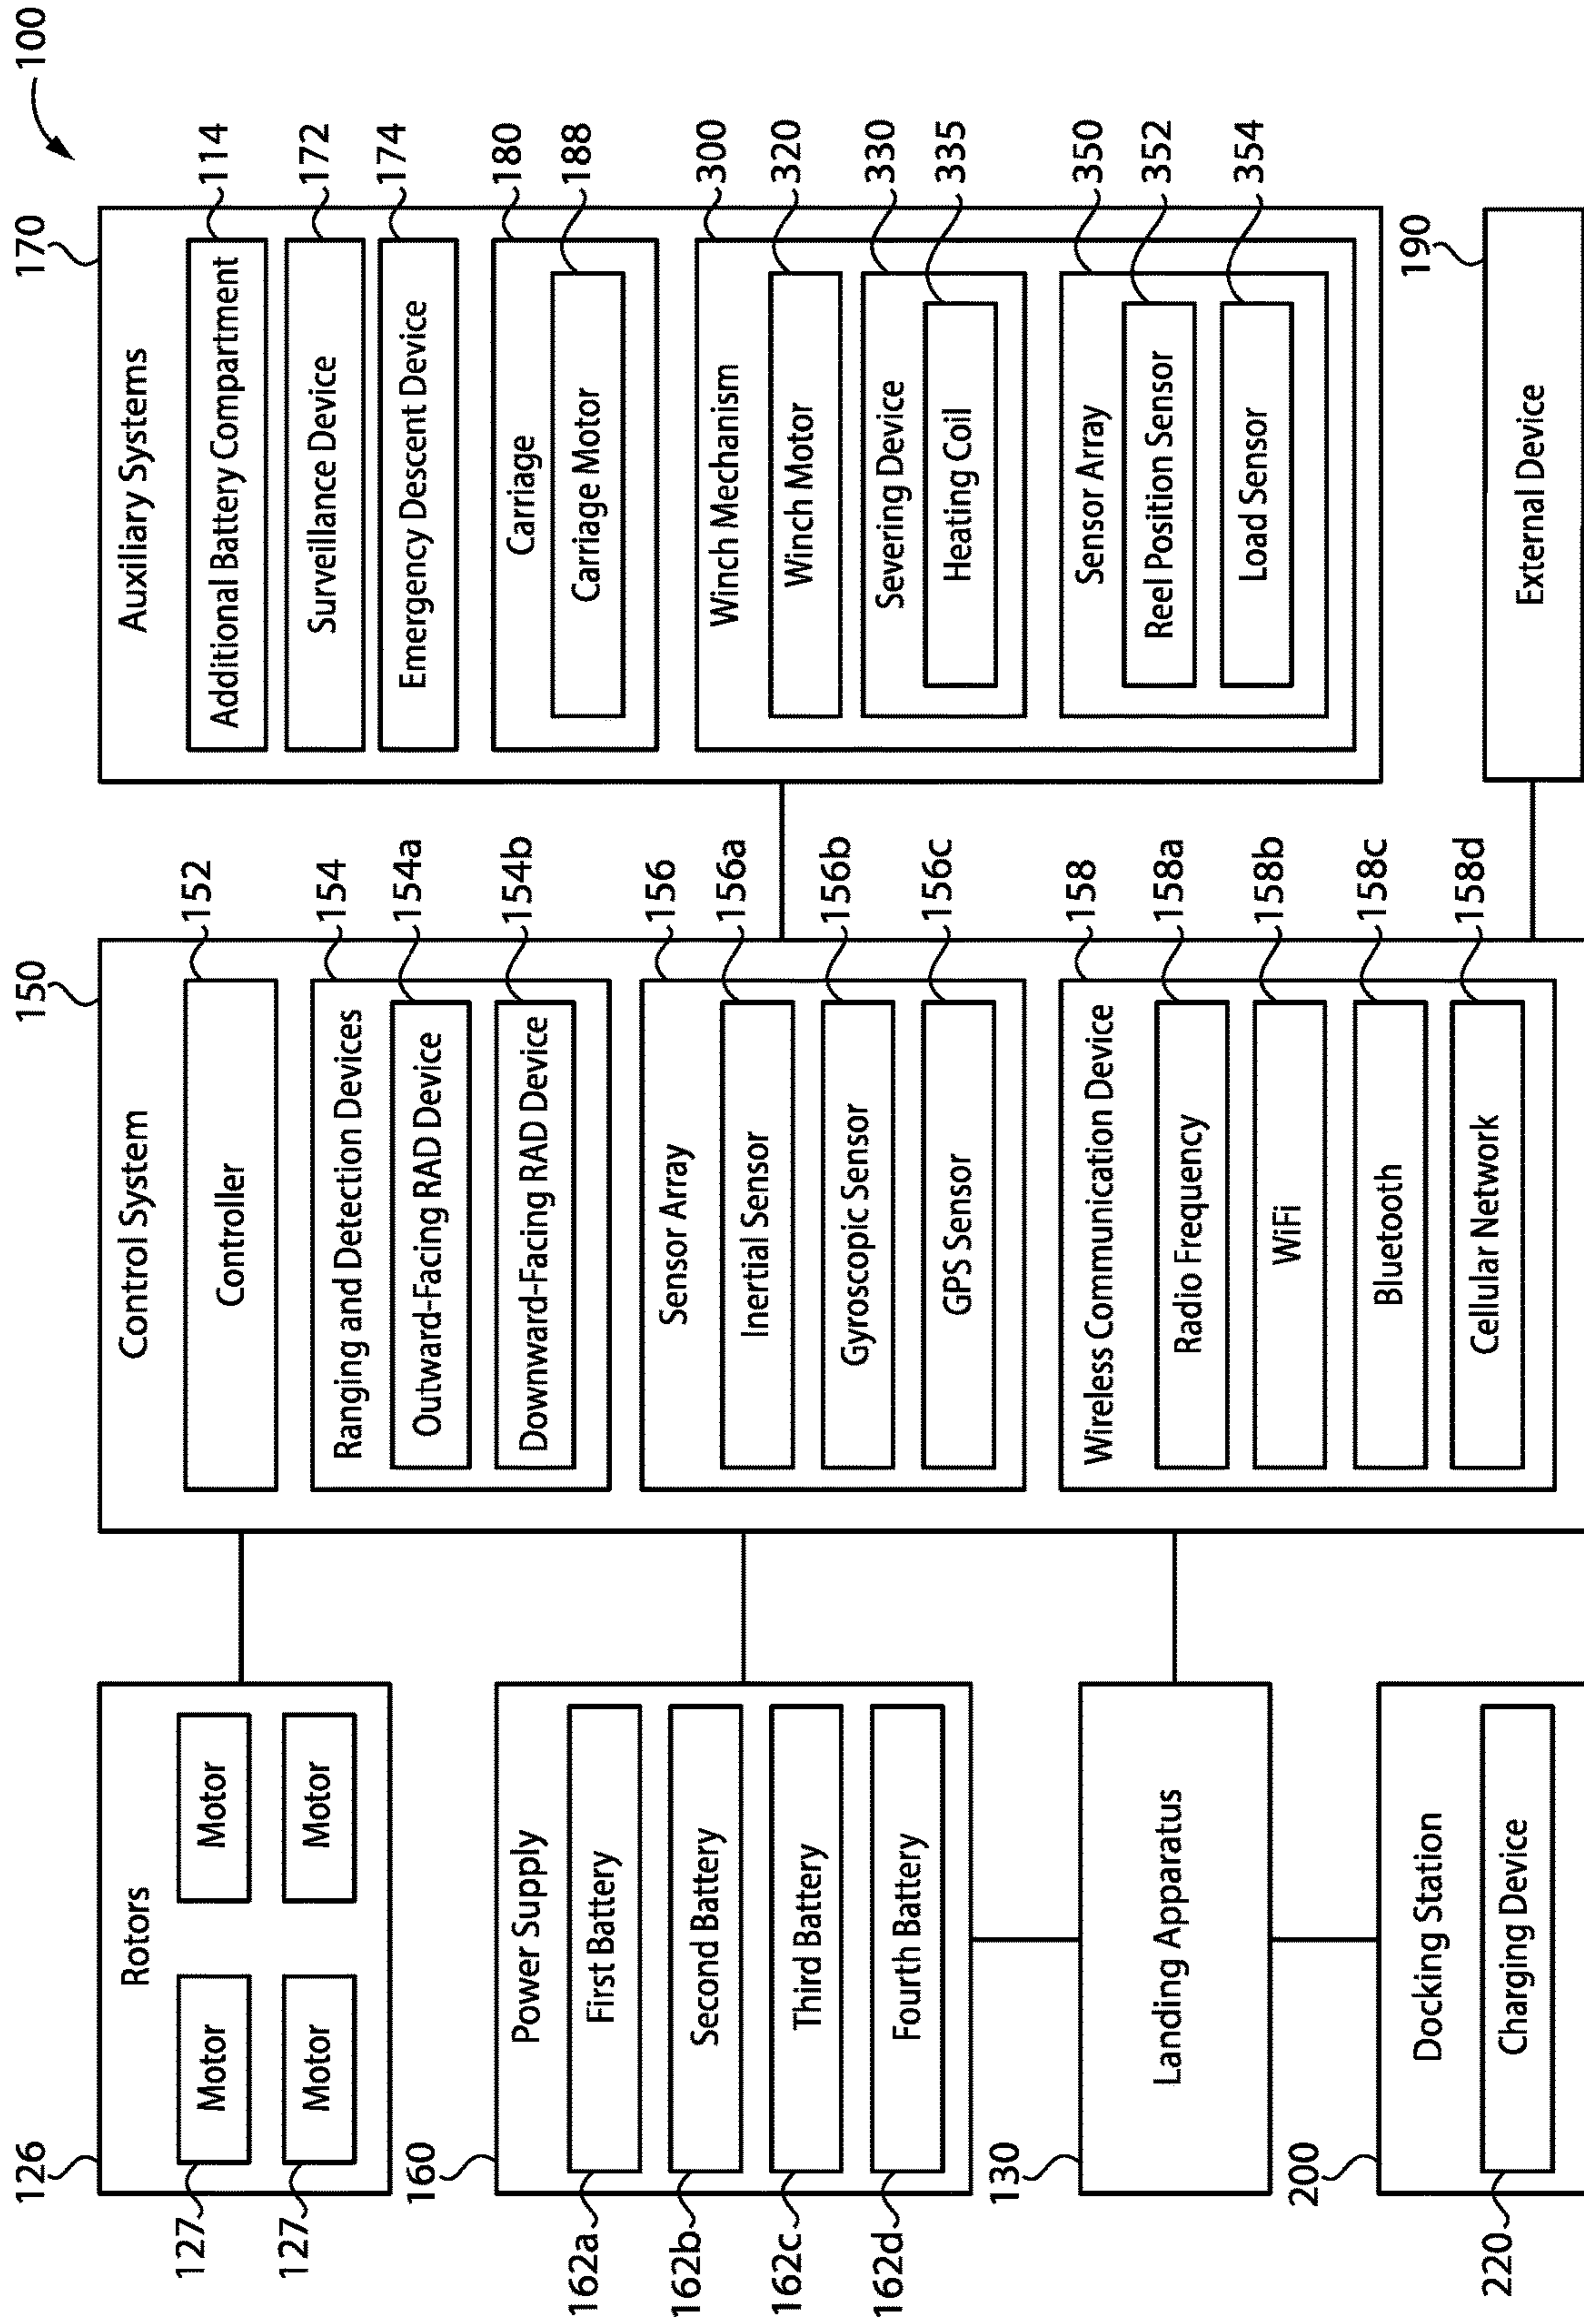 100
126
Rotors
Motor
Motor
127
Motor
Motor
127
160
Power Supply
First Battery
162a
Second Battery
162b
Third Battery
162c
Fourth Battery
162d
130
Landing Apparatus
200
Docking Station
Charging Device
220
150
Control System
Controller
152
Ranging and Detection Devices
154
Outward-Facing RAD Device
154a
Downward-Facing RAD Device
154b
Sensor Array
156
Inertial Sensor
156a
Gyroscopic Sensor
156b
GPS Sensor
156c
Wireless Communication Device
158
Radio Frequency
158a
WiFi
158b
Bluetooth
158c
Cellular Network
158d
170
Auxiliary Systems
Additional Battery Compartment
114
Surveillance Device
172
Emergency Descent Device
174
Carriage
180
Carriage Motor
188
Winch Mechanism
300
Winch Motor
320
Severing Device
330
Heating Coil
335
Sensor Array
350
Reel Position Sensor
352
Load Sensor
354
190
External Device